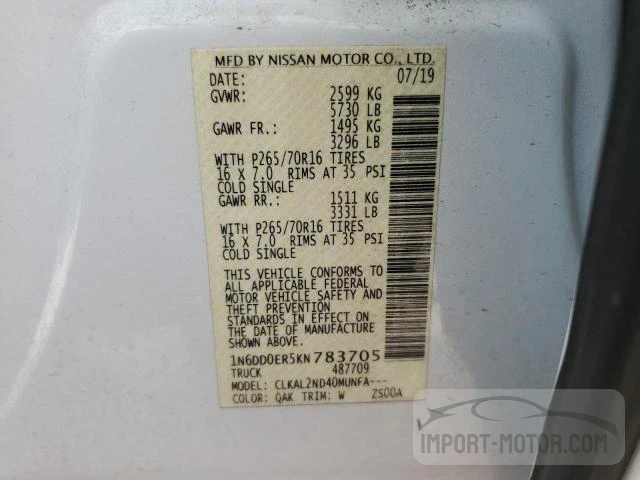 MFD BY NISSAN MOTOR CO., LTD.
DATE: 07/19
GVWR: 2599 KG
5730 LB
GAWR FR.: 1495 KG
3296 LB
WITH P265/70R16 TIRES
16 X 7.0 RIMS AT 35 PSI
COLD SINGLE
GAWR RR.: 1511 KG
3331 LB
WITH P265/70R16 TIRES
16 X 7.0 RIMS AT 35 PSI
COLD SINGLE
THIS VEHICLE CONFORMS TO
ALL APPLICABLE FEDERAL
MOTOR VEHICLE SAFETY AND
THEFT PREVENTION
STANDARDS IN EFFECT ON
THE DATE OF MANUFACTURE
SHOWN ABOVE.
1N6DD0ER5KN783705
TRUCK 487709
MODEL: CLKAL2ND40MUNFA---
COLOR: QAK TRIM: W ZS00A
IMPORT-MOTOR.COM